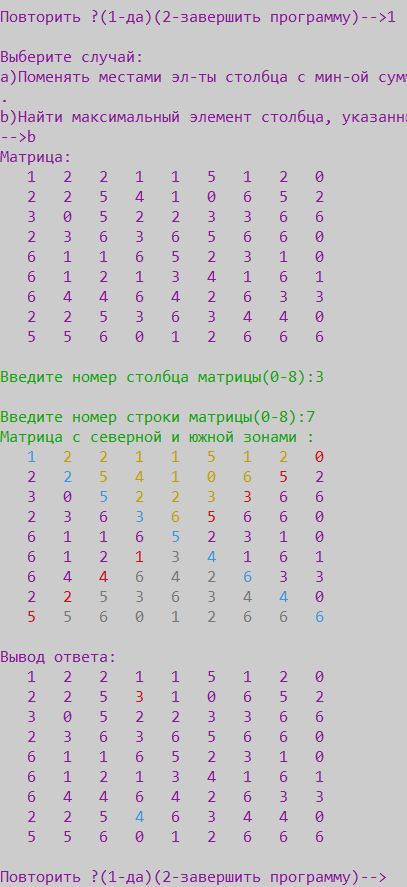 Повторить ?(1-да)(2-завершить программу)-->1
Выберите случай:
a)Поменять местами эл-ты столбца с мин-ой
.
b)Найти максимальный элемент столбца,
-->b
Матрица:
1 2 2 1 1 5 1 2 0
2 2 5 4 1 0 6 5 2
3 0 5 2 2 3 3 6 6
2 3 6 3 6 5 6 6 0
6 1 1 6 5 2 3 1 0
6 1 2 1 3 4 1 6 1
6 4 4 6 4 2 6 3 3
2 2 5 3 6 3 4 4 0
5 5 6 0 1 2 6 6 6
Введите номер столбца матрицы(0-8):3
Введите номер строки матрицы(0-8):7
Матрица с северной и южной зонами :
1 2 2 1 1 5 1 2 0
2 2 5 4 1 0 6 5 2
3 0 5 2 2 3 3 6 6
2 3 6 3 6 5 6 6 0
6 1 1 6 5 2 3 1 0
6 1 2 1 3 4 1 6 1
6 4 4 6 4 2 6 3 3
2 2 5 3 6 3 4 4 0
5 5 6 0 1 2 6 6 6
Вывод ответа:
1 2 2 1 1 5 1 2 0
2 2 5 3 1 0 6 5 2
3 0 5 2 2 3 3 6 6
2 3 6 3 6 5 6 6 0
6 1 1 6 5 2 3 1 0
6 1 2 1 3 4 1 6 1
6 4 4 6 4 2 6 3 3
2 2 5 4 6 3 4 4 0
5 5 6 0 1 2 6 6 6
Повторить ?(1-да)(2-завершить программу)-->